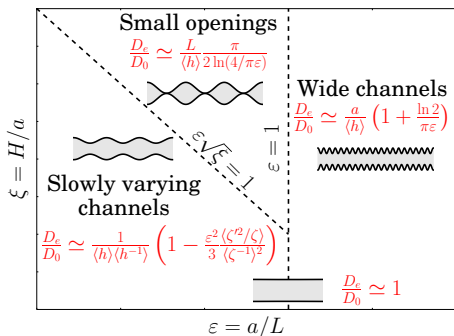 Small openings
D_e/D_0 ≃ L/⟨h⟩ π/(2 ln(4/πε))
Wide channels
D_e/D_0 ≃ a/⟨h⟩ (1 + ln 2/(πε))
ξ = H/a
ε = 1
ε√ξ = 1
Slowly varying
channels
D_e/D_0 ≃ 1/(⟨h⟩⟨h⁻¹⟩) (1 − ε²/3 ⟨ζ′²/ζ⟩/⟨ζ⁻¹⟩²)
D_e/D_0 ≃ 1
ε = a/L